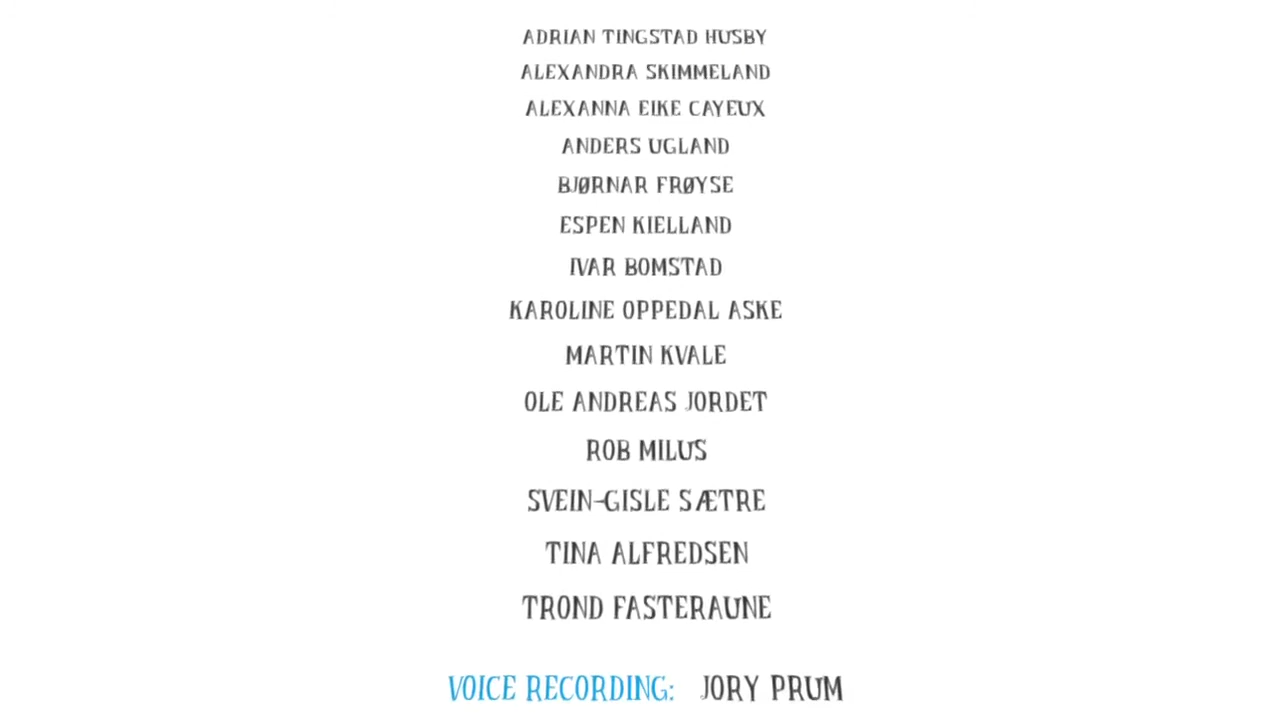 ADRIAN TINGSTAD HUSBY
ALEXANDRA SKIMMELAND
ALEXANNA EIKE CAYEUX
ANDERS UGLAND
BJØRNAR FRØYSE
ESPEN KIELLAND
IVAR BOMSTAD
KAROLINE OPPEDAL ASKE
MARTIN KVALE
OLE ANDREAS JORDET
ROB MILUS
SVEIN-GISLE SÆTRE
TINA ALFREDSEN
TROND FASTERAUNE
VOICE RECORDING: JORY PRUM